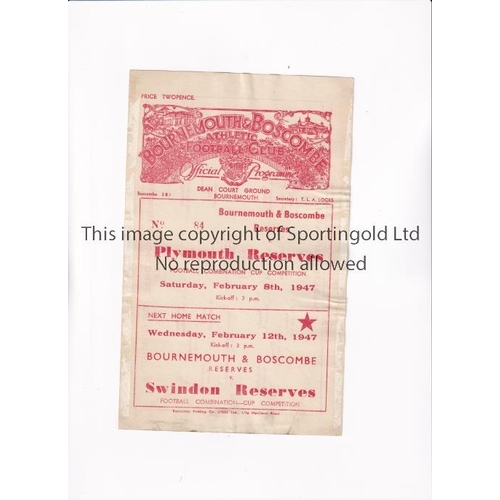 PRICE TWOPENCE.
BOURNEMOUTH & BOSCOMBE
ATHLETIC
FOOTBALL CLUB
Official Programme
DEAN COURT GROUND
BOURNEMOUTH
Boscombe 381
Secretary: T. L. A. LOOKS
Bournemouth & Boscombe
No 84 Reserves
This image copyright of Sportingold Ltd
Plymouth Reserves
No reproduction allowed
FOOTBALL COMBINATION CUP COMPETITION
Saturday, February 8th, 1947
Kick-off: 3 p.m.
NEXT HOME MATCH
Wednesday, February 12th, 1947
Kick-off: 3 p.m.
BOURNEMOUTH & BOSCOMBE
RESERVES
v.
Swindon Reserves
FOOTBALL COMBINATION—CUP COMPETITION